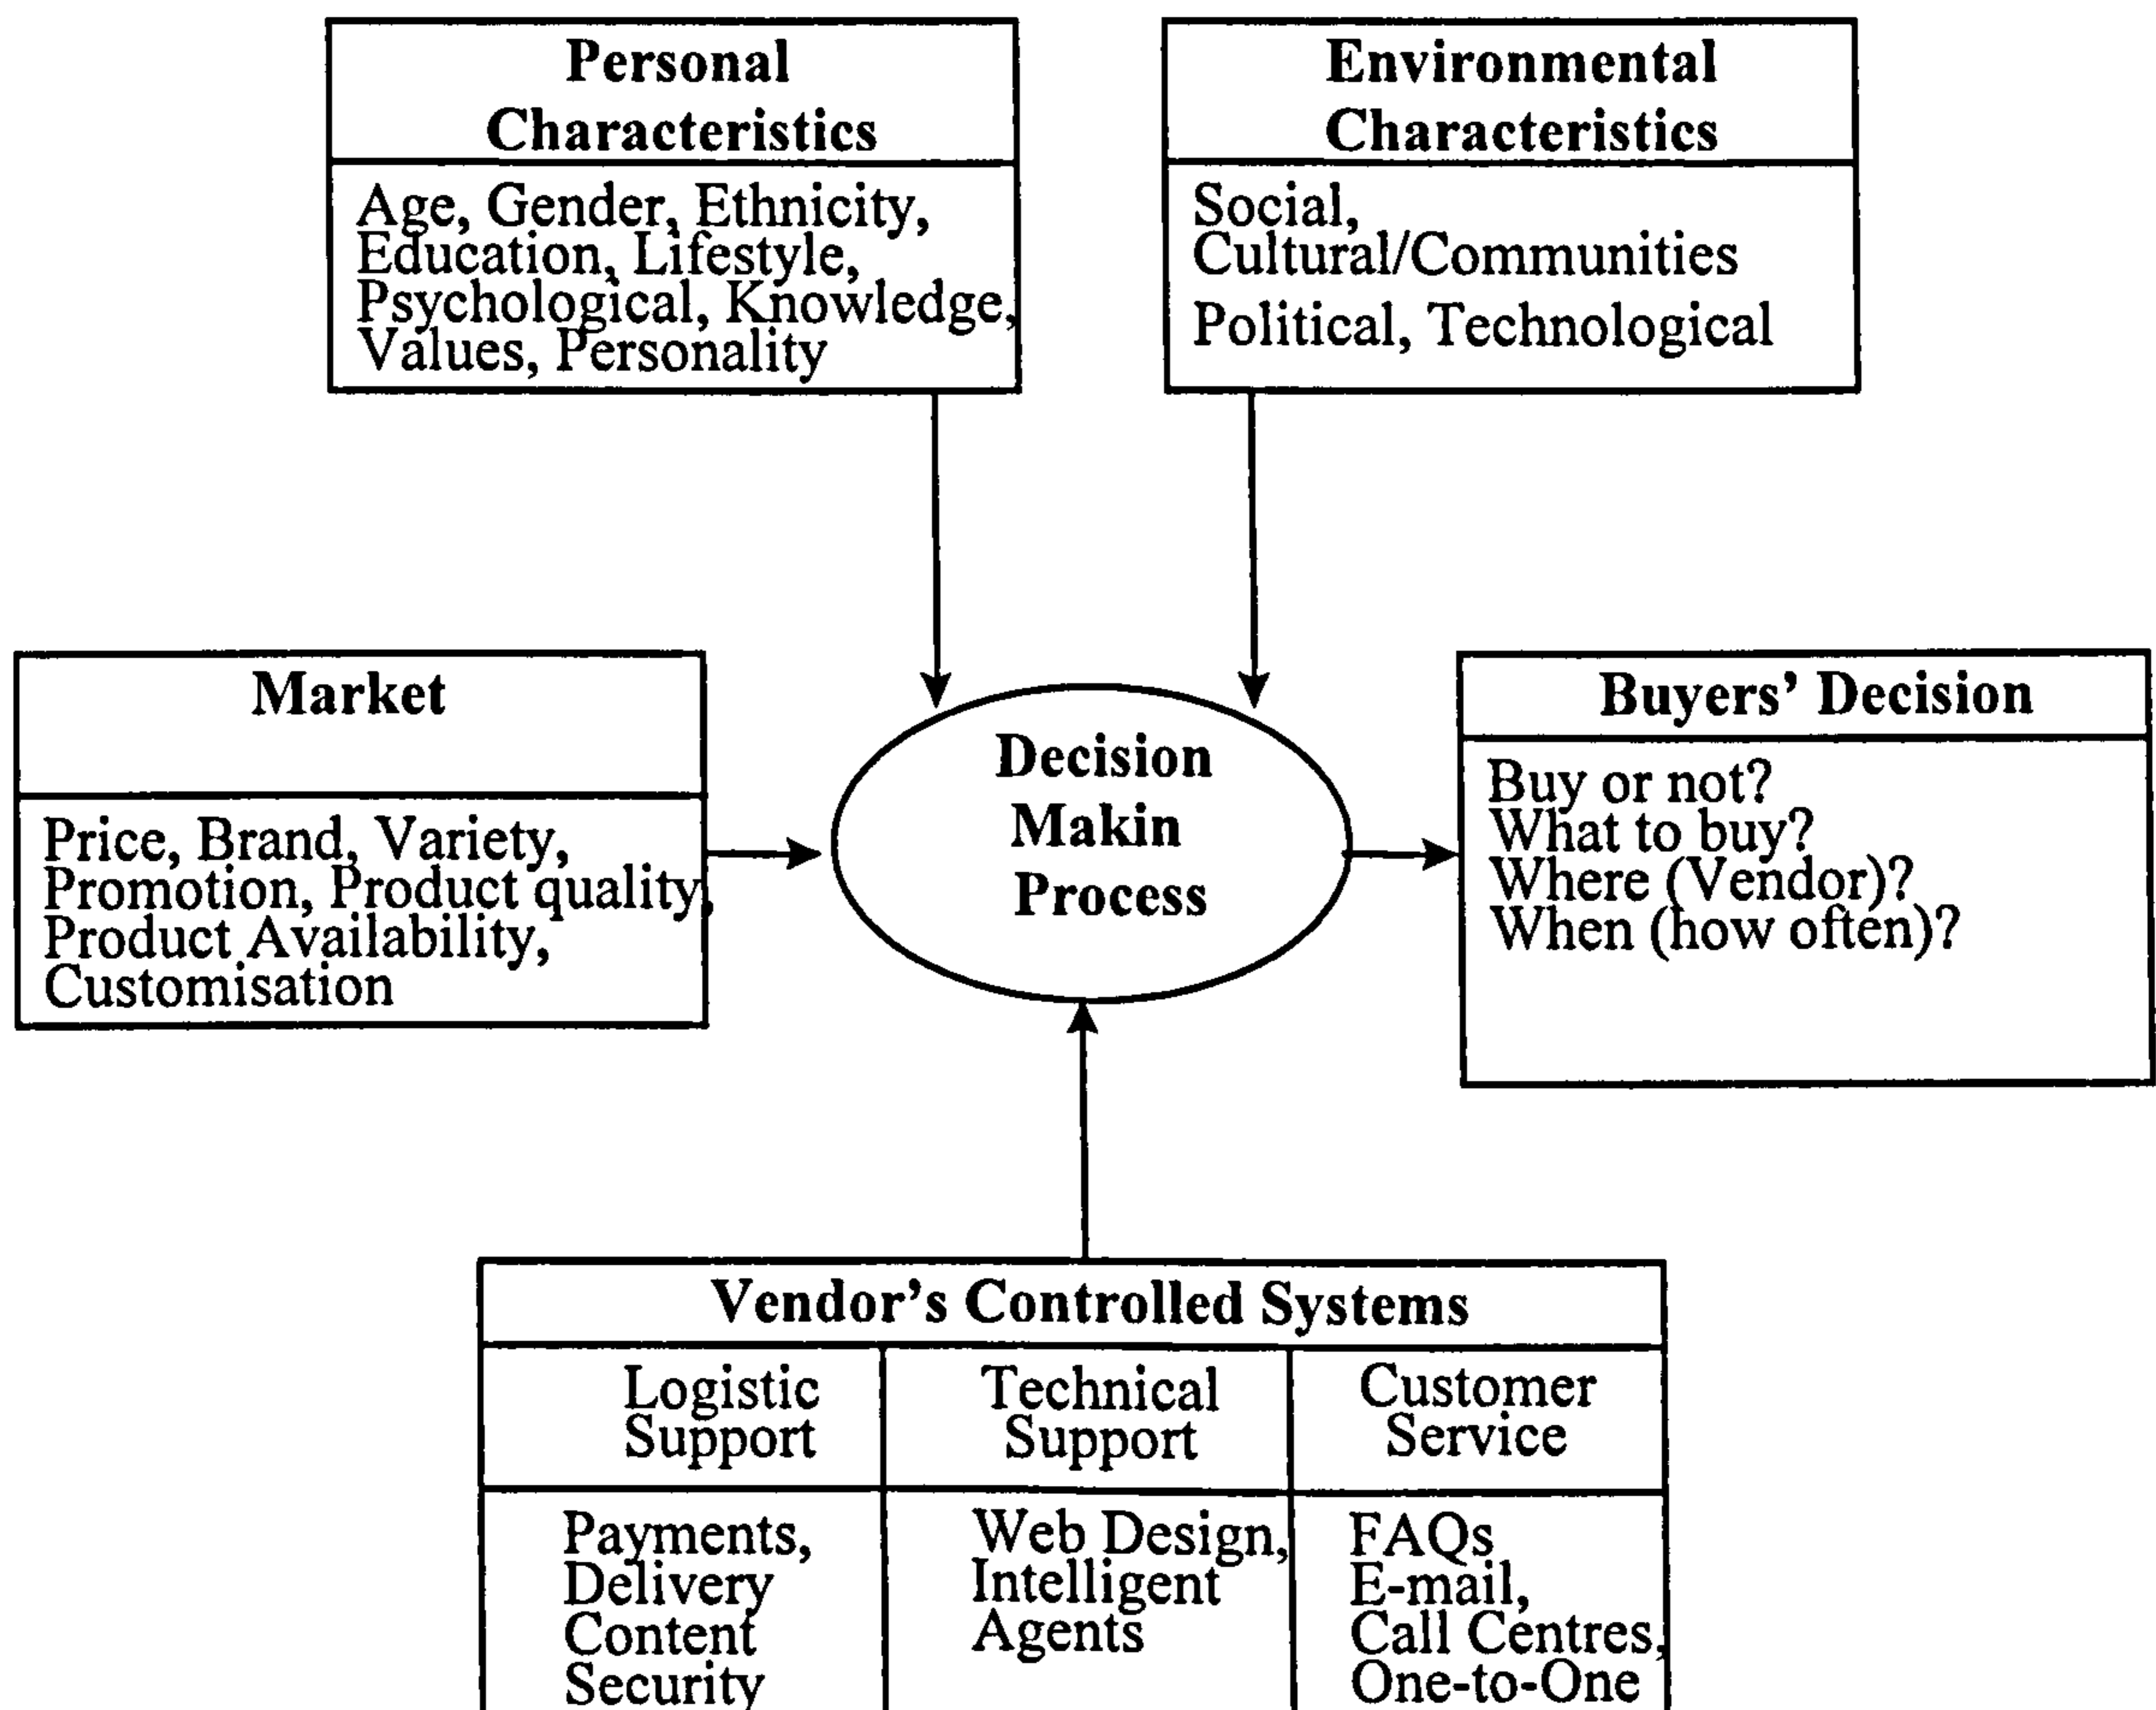 Personal
Characteristics
Age, Gender, Ethnicity,
Education, Lifestyle,
Psychological, Knowledge,
Values, Personality
Environmental
Characteristics
Social,
Cultural/Communities
Political, Technological
Market
Price, Brand, Variety,
Promotion, Product quality,
Product Availability,
Customisation
Decision
Makin
Process
Buyers’ Decision
Buy or not?
What to buy?
Where (Vendor)?
When (how often)?
Vendor’s Controlled Systems
Logistic
Support
Technical
Support
Customer
Service
Payments,
Delivery
Content
Security
Web Design,
Intelligent
Agents
FAQs
E-mail,
Call Centres,
One-to-One